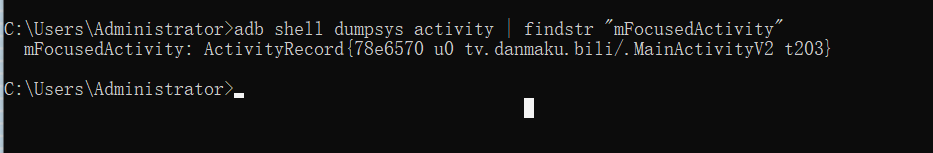 C:\Users\Administrator>adb shell dumpsys activity | findstr "mFocusedActivity"
  mFocusedActivity: ActivityRecord{78e6570 u0 tv.danmaku.bili/.MainActivityV2 t203}
C:\Users\Administrator>